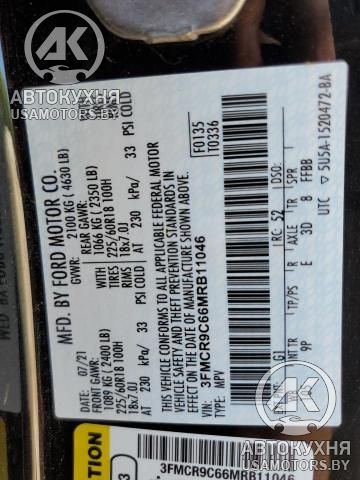 АК
АВТОКУХНЯ
USAMOTORS.BY
АК
АВТОКУХНЯ
USAMOTORS.BY
MFD. BY FORD MOTOR CO.
GVWR: 2100 KG ( 4630 LB)
07/21
FRONT GAWR:
1089 KG (2400 LB)
225/60R18 100H
18x7.0J
AT 230 kPa/ 33 PSI COLD
REAR GAWR:
1066 KG (2350 LB)
225/60R18 100H
18x7.0J
AT 230 kPa/ 33 PSI COLD
TIRES
RIMS
THIS VEHICLE CONFORMS TO ALL APPLICABLE FEDERAL MOTOR
VEHICLE SAFETY AND THEFT PREVENTION STANDARDS IN
EFFECT ON THE DATE OF MANUFACTURE SHOWN ABOVE.
3FMCR9C66MRB11046
TYPE: MPV
F0135
T0336
RC: 52
DSO:
TR
9P
TP/PS
E
AXLE
3D
TR
8
SPR
FFBB
UTC
5U5A-1520472-BA
3FMCR9C66MRB11046